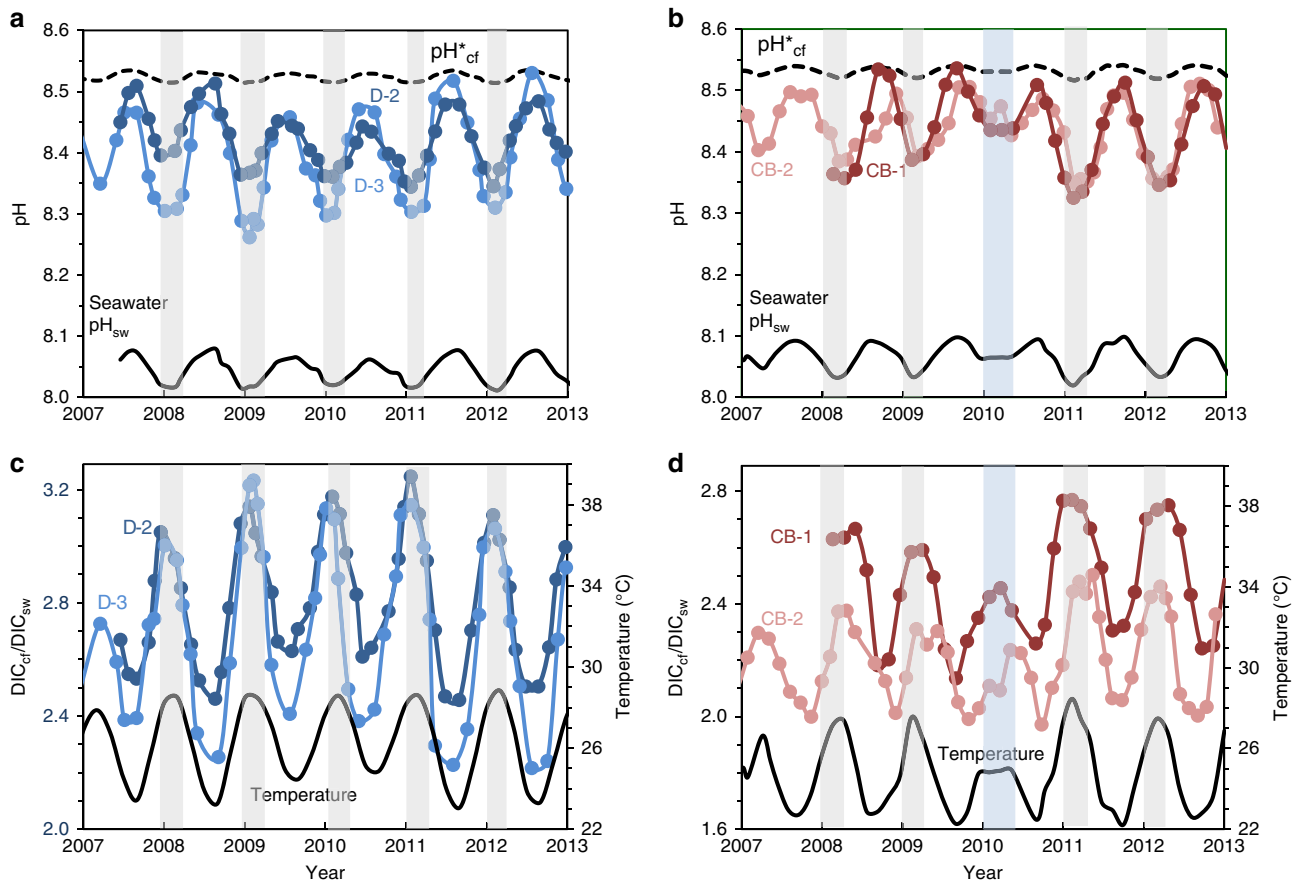 a
8.6
8.5
8.4
8.3
8.2
8.1
8.0
pH
pH*cf
D-2
D-3
Seawater
pHsw
2007 2008 2009 2010 2011 2012 2013
b
8.6
8.5
8.4
8.3
8.2
8.1
8.0
pH
pH*cf
CB-2
CB-1
Seawater
pHsw
2007 2008 2009 2010 2011 2012 2013
c
3.2
2.8
2.4
2.0
DICcf/DICsw
D-2
D-3
Temperature
38
34
30
26
22
Temperature (°C)
2007 2008 2009 2010 2011 2012 2013
Year
d
2.8
2.4
2.0
1.6
DICcf/DICsw
CB-1
CB-2
Temperature
38
34
30
26
22
Temperature (°C)
2007 2008 2009 2010 2011 2012 2013
Year